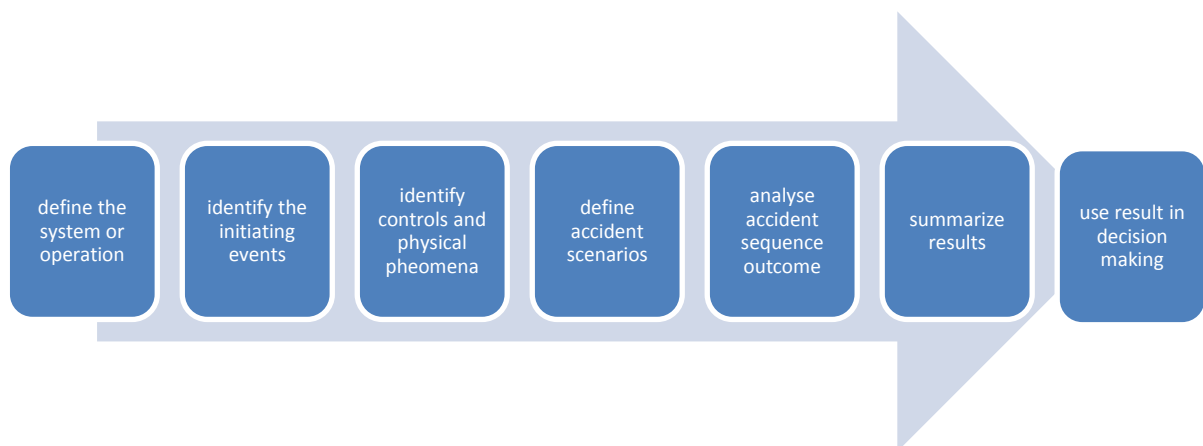 define the
system or
operation
identify the
initiating
events
identify
controls and
physical
pheomena
define
accident
scenarios
analyse
accident
sequence
outcome
summarize
results
use result in
decision
making